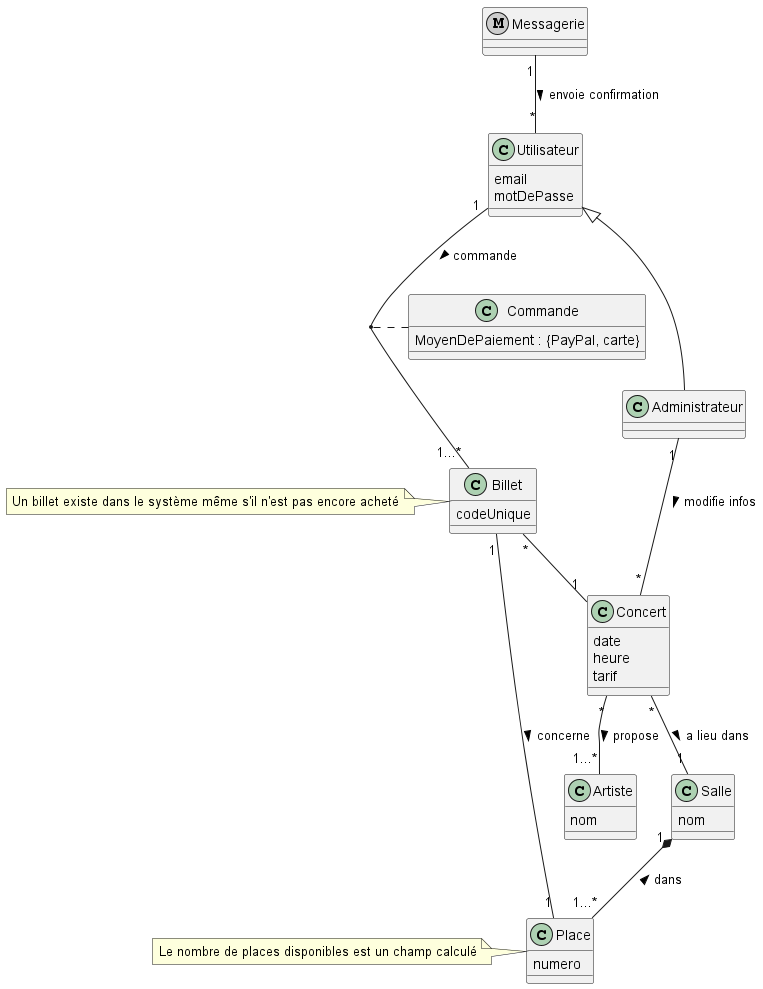 M Messagerie
1
envoie confirmation
*
C Utilisateur
email
motDePasse
1
commande
C Commande
MoyenDePaiement : {PayPal, carte}
C Administrateur
1
1...*
C Billet
codeUnique
Un billet existe dans le système même s'il n'est pas encore acheté
modifie infos
1
*
1
*
C Concert
date
heure
tarif
*
*
concerne
propose
a lieu dans
1...*
1
C Artiste
nom
C Salle
nom
1
dans
1
1...*
C Place
numero
Le nombre de places disponibles est un champ calculé